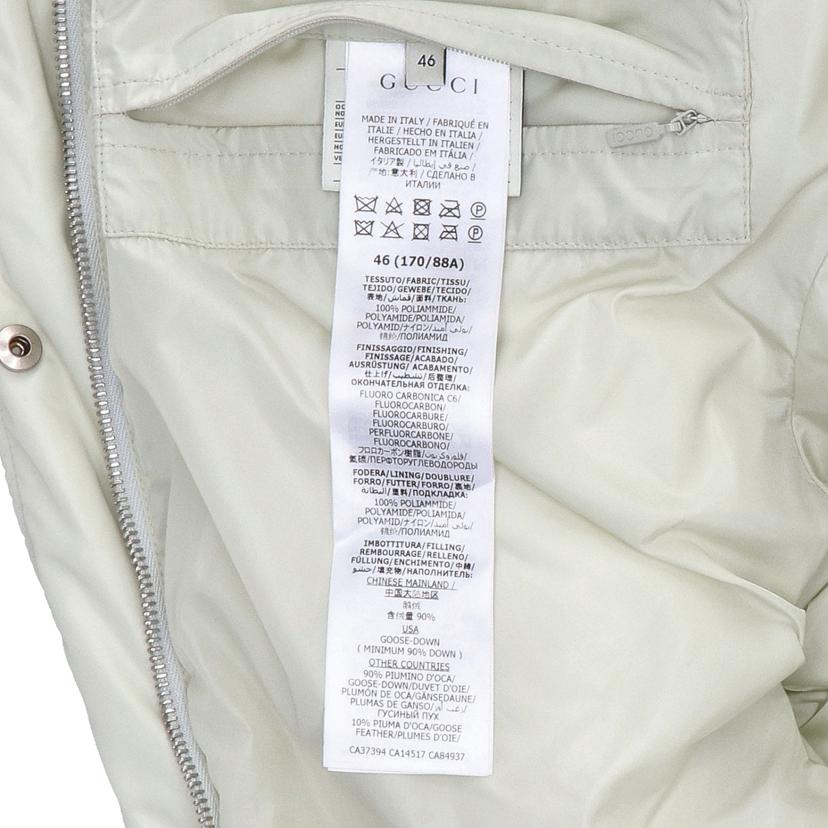 46
GUCCI
MADE IN ITALY / FABRIQUÉ EN
ITALIE / HECHO EN ITALIA /
HERGESTELLT IN ITALIEN /
FABRICADO EM ITÁLIA /
イタリア製 / صنع في إيطاليا /
产地:意大利 / СДЕЛАНО В
ИТАЛИИ
P
P
46 (170/88A)
TESSUTO/FABRIC/TISSU/
TEJIDO/GEWEBE/TECIDO/
表地/قماش/面料/ТКАНЬ:
100% POLIAMMIDE/
POLYAMIDE/POLIAMIDA/
POLYAMID/ナイロン/بولي أميد/
锦纶/ПОЛИАМИД
FINISSAGGIO/FINISHING/
FINISSAGE/ACABADO/
AUSRÜSTUNG/ ACABAMENTO/
仕上げ/تشطيب/后整理/
ОКОНЧАТЕЛЬНАЯ ОТДЕЛКА:
FLUORO CARBONICA C6/
FLUOROCARBON/
FLUOROCARBURE/
FLUOROCARBURO/
PERFLUORCARBONE/
FLUOROCARBONO/
フロロカーボン樹脂/فلوروكربون/
氟碳/ПЕРФТОРУГЛЕВОДОРОДЫ
FODERA/LINING/DOUBLURE/
FORRO/FUTTER/FORRO/裏地/
البطانة/里料/ПОДКЛАДКА:
100% POLIAMMIDE/
POLYAMIDE/POLIAMIDA/
POLYAMID/ナイロン/بولي أميد/
锦纶/ПОЛИАМИД
IMBOTTITURA/FILLING/
REMBOURRAGE/RELLENO/
FÜLLUNG/ENCHIMENTO/中綿/
حشو/填充物/НАПОЛНИТЕЛЬ:
CHINESE MAINLAND /
中国大陆地区
鹅绒
含绒量 90%
USA
GOOSE-DOWN
( MINIMUM 90% DOWN )
OTHER COUNTRIES
90% PIUMINO D'OCA/
GOOSE-DOWN/DUVET D'OIE/
PLUMÓN DE OCA/GÄNSEDAUNE/
PLUMAS DE GANSO/زغب أوز/
ГУСИНЫЙ ПУХ
10% PIUMA D'OCA/GOOSE
FEATHER/PLUMES D'OIE/
CA37394 CA14517 CA84937
GUCCI